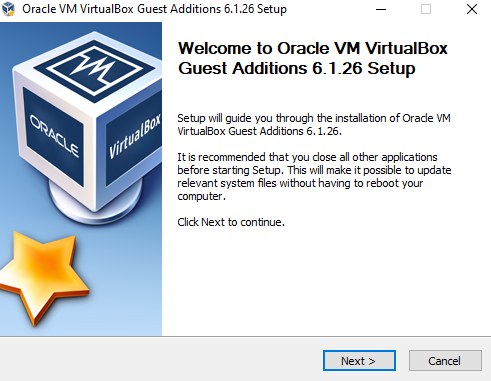 Oracle VM VirtualBox Guest Additions 6.1.26 Setup
ORACLE
VirtualBox
Welcome to Oracle VM VirtualBox
Guest Additions 6.1.26 Setup
Setup will guide you through the installation of Oracle VM
VirtualBox Guest Additions 6.1.26.
It is recommended that you close all other applications
before starting Setup. This will make it possible to update
relevant system files without having to reboot your
computer.
Click Next to continue.
Next >
Cancel